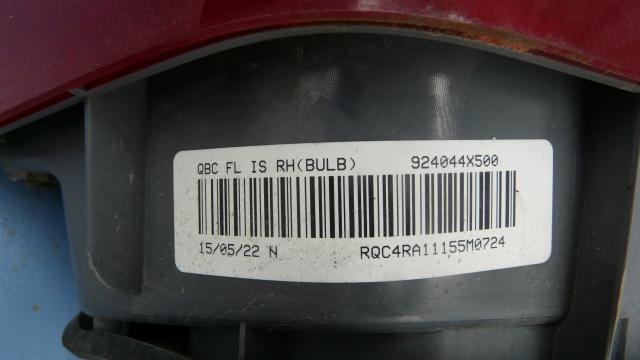 QBC FL IS RH(BULB) 924044X500
15/05/22 N RQC4RA11155M0724